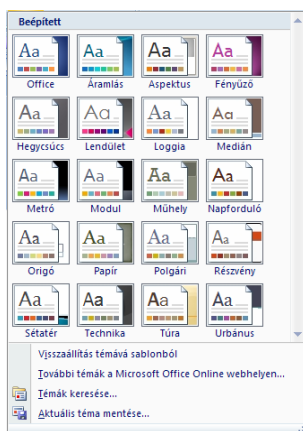 Beépített
Aa Aa Aa Aa
Office Áramlás Aspektus Fényűző
Aa Aa Aa Aa
Hegycsúcs Lendület Loggia Medián
Aa Aa Aa Aa
Metró Modul Műhely Napforduló
Aa Aa Aa Aa
Origó Papír Polgári Részvény
Aa Aa Aa Aa
Sétatér Technika Túra Urbánus
Visszaállítás témává sablonból
További témák a Microsoft Office Online webhelyen...
Témák keresése...
Aktuális téma mentése...